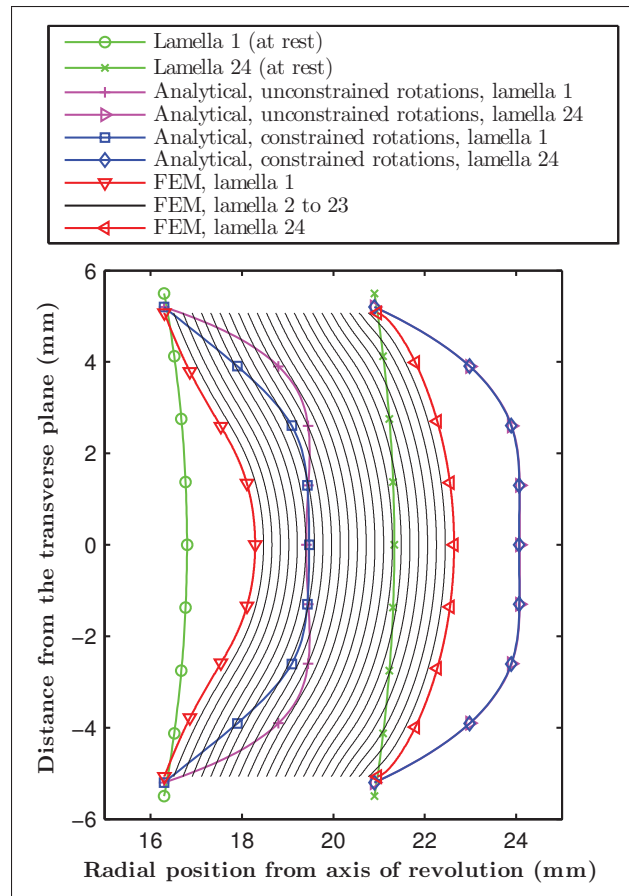 Lamella 1 (at rest)
Lamella 24 (at rest)
Analytical, unconstrained rotations, lamella 1
Analytical, unconstrained rotations, lamella 24
Analytical, constrained rotations, lamella 1
Analytical, constrained rotations, lamella 24
FEM, lamella 1
FEM, lamella 2 to 23
FEM, lamella 24
6
4
2
0
−2
−4
−6
Distance from the transverse plane (mm)
16 18 20 22 24
Radial position from axis of revolution (mm)